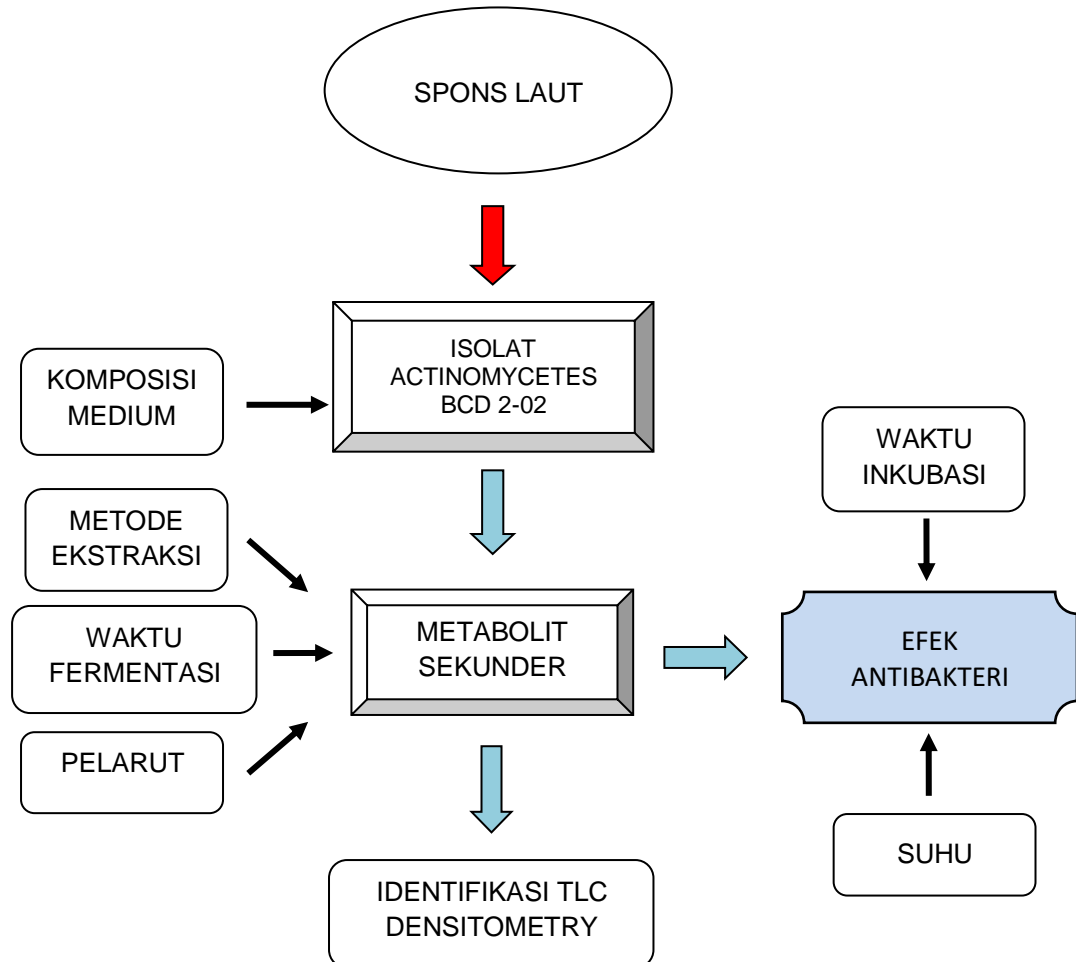 SPONS LAUT
ISOLAT
ACTINOMYCETES
BCD 2-02
KOMPOSISI
MEDIUM
WAKTU
INKUBASI
METODE
EKSTRAKSI
WAKTU
FERMENTASI
METABOLIT
SEKUNDER
EFEK
ANTIBAKTERI
PELARUT
SUHU
IDENTIFIKASI TLC
DENSITOMETRY